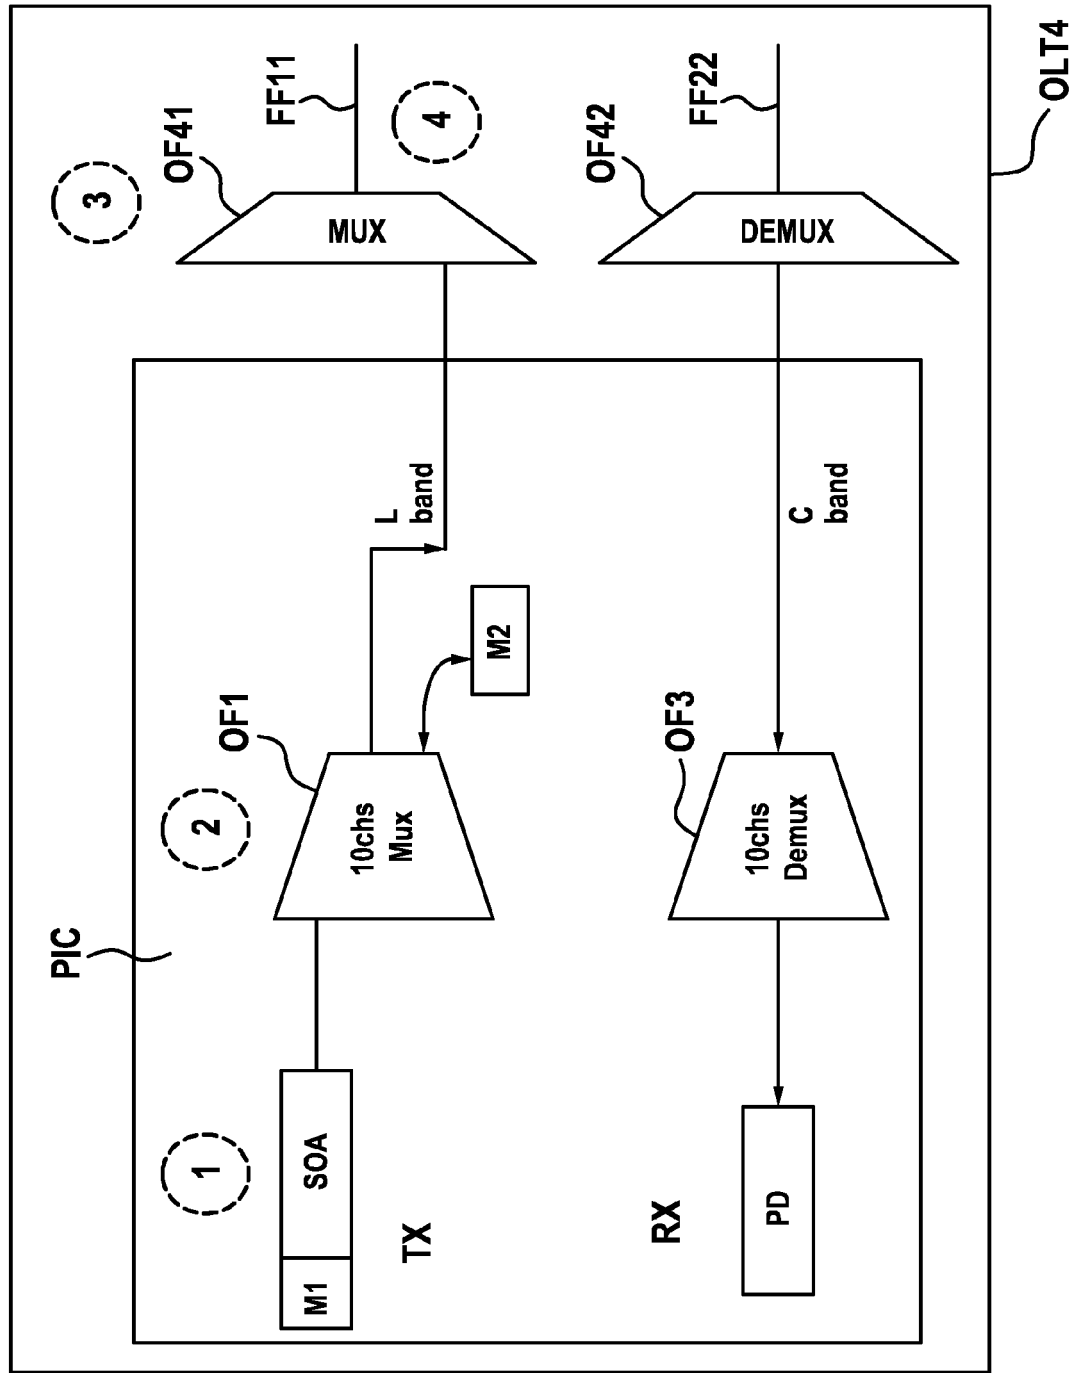 OLT4
PIC
1
2
3
M1
SOA
TX
OF1
10chs
Mux
M2
L
band
OF41
MUX
FF11
4
RX
PD
OF3
10chs
Demux
C
band
OF42
DEMUX
FF22